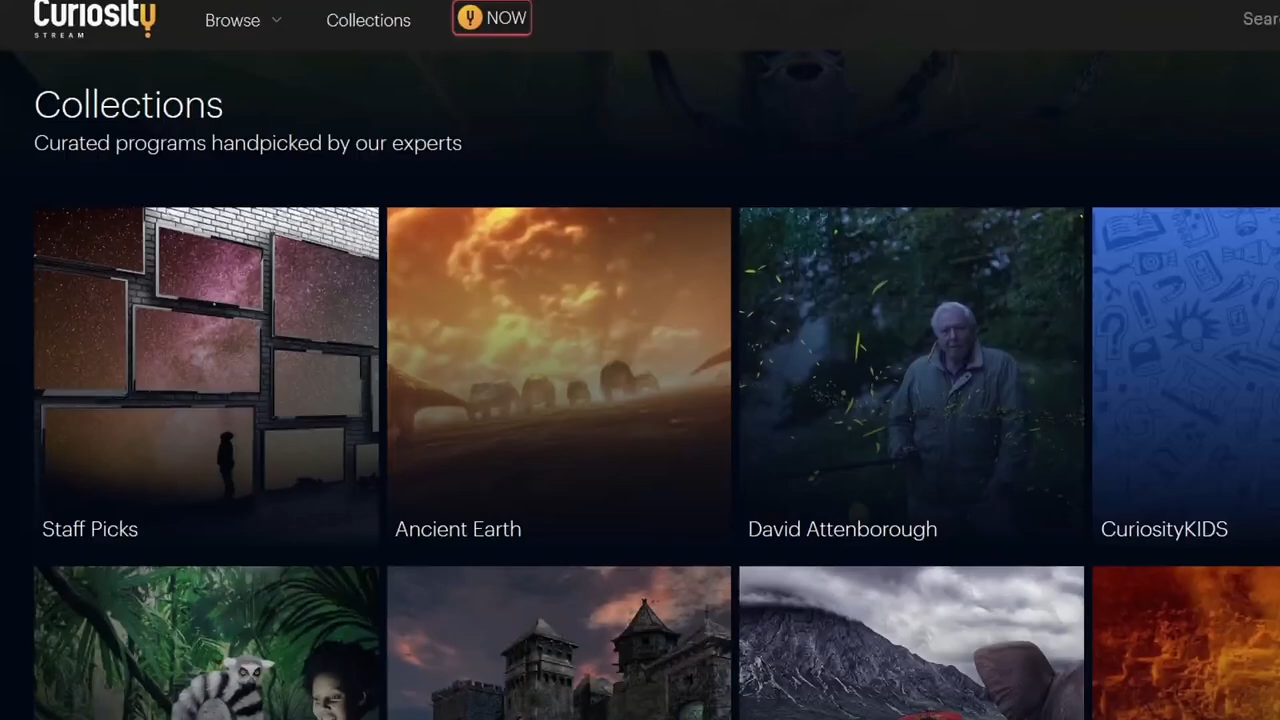 Curiosity
STREAM
Browse
Collections
NOW
Sear
Collections
Curated programs handpicked by our experts
Staff Picks
Ancient Earth
David Attenborough
CuriosityKIDS